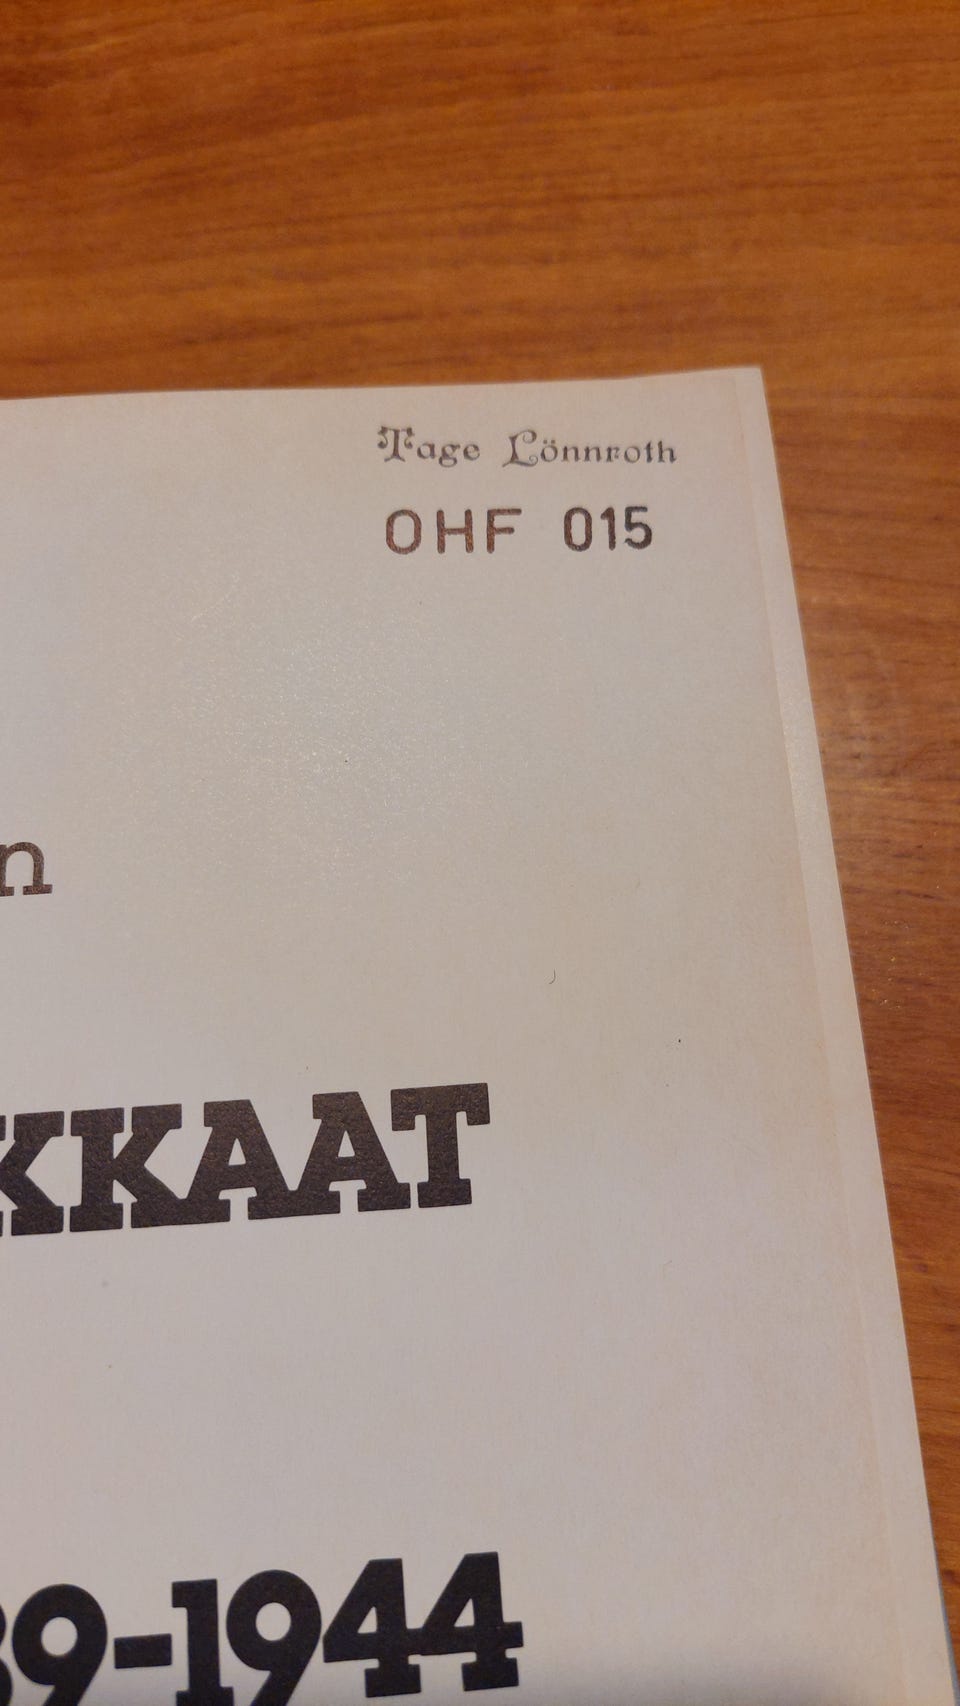 Tage Lönnroth
OHF 015
n
KKAAT
39-1944